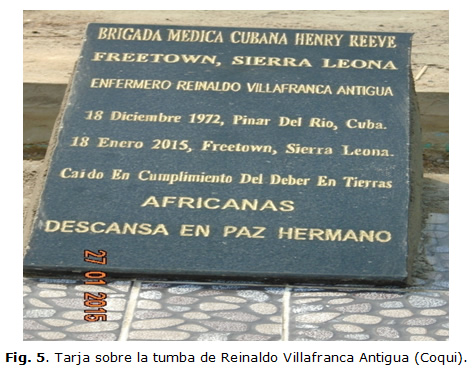 BRIGADA MEDICA CUBANA HENRY REEVE
FREETOWN, SIERRA LEONA
ENFERMERO REINALDO VILLAFRANCA ANTIGUA
18 Diciembre 1972, Pinar Del Rio, Cuba.
18 Enero 2015, Freetown, Sierra Leona.
Caido En Cumplimiento Del Deber En Tierras
AFRICANAS
DESCANSA EN PAZ HERMANO
27 01 2015
Fig. 5. Tarja sobre la tumba de Reinaldo Villafranca Antigua (Coqui).